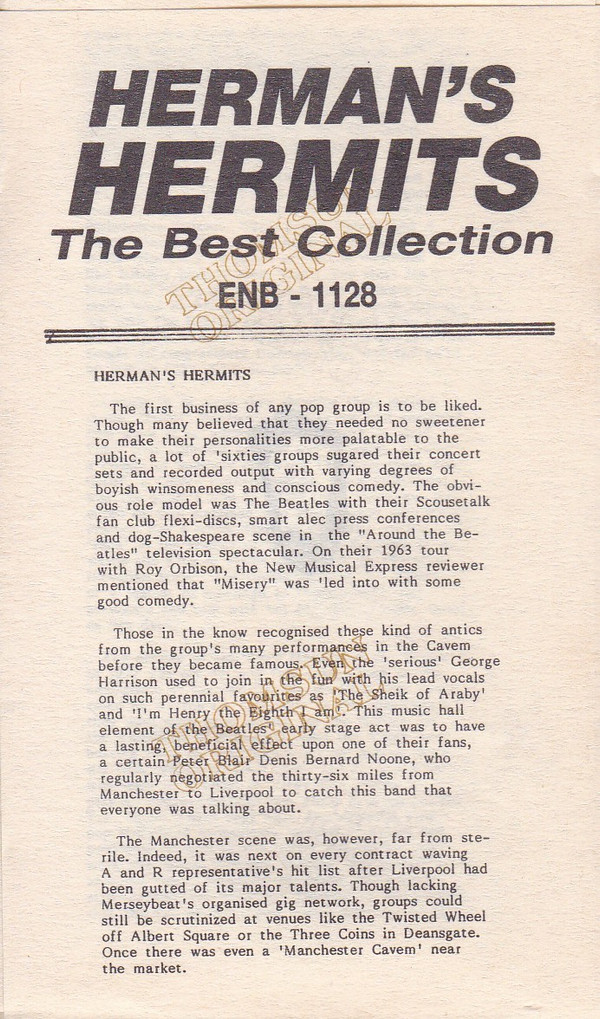 HERMAN'S
HERMITS
The Best Collection
ENB - 1128
THOMSUN
ORIGINAL
HERMAN'S HERMITS
The first business of any pop group is to be liked.
Though many believed that they needed no sweetener
to make their personalities more palatable to the
public, a lot of 'sixties groups sugared their concert
sets and recorded output with varying degrees of
boyish winsomeness and conscious comedy. The obvi-
ous role model was The Beatles with their Scousetalk
fan club flexi-discs, smart alec press conferences
and dog-Shakespeare scene in the "Around the Be-
atles" television spectacular. On their 1963 tour
with Roy Orbison, the New Musical Express reviewer
mentioned that "Misery" was 'led into with some
good comedy.
Those in the know recognised these kind of antics
from the group's many performances in the Cavem
before they became famous. Even the 'serious' George
Harrison used to join in the fun with his lead vocals
on such perennial favourites as 'The Sheik of Araby'
and 'I'm Henry the Eighth I am'. This music hall
element of the Beatles' early stage act was to have
a lasting, beneficial effect upon one of their fans,
a certain Peter Blair Denis Bernard Noone, who
regularly negotiated the thirty-six miles from
Manchester to Liverpool to catch this band that
everyone was talking about.
THOMSUN
ORIGINAL
The Manchester scene was, however, far from ste-
rile. Indeed, it was next on every contract waving
A and R representative's hit list after Liverpool had
been gutted of its major talents. Though lacking
Merseybeat's organised gig network, groups could
still be scrutinized at venues like the Twisted Wheel
off Albert Square or the Three Coins in Deansgate.
Once there was even a 'Manchester Cavem' near
the market.